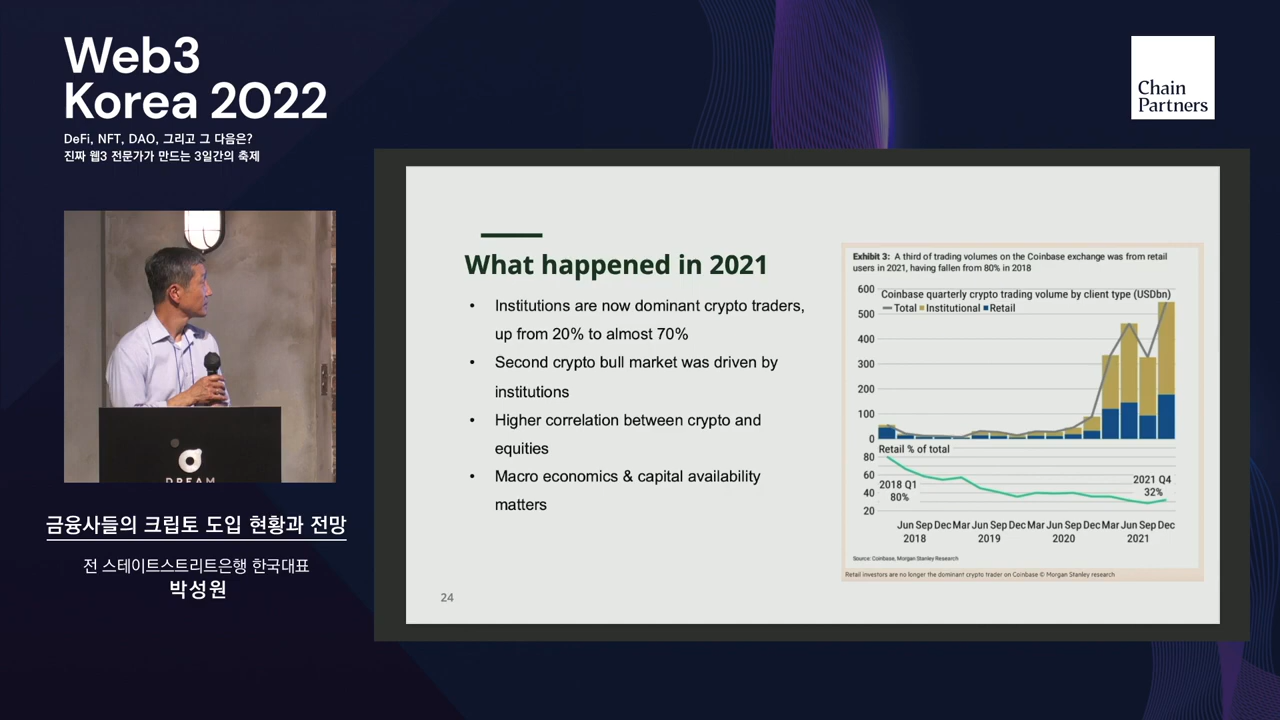 Web3
Korea 2022
DeFi, NFT, DAO, 그리고 그 다음은?
진짜 웹3 전문가가 만드는 3일간의 축제
Chain
Partners
DREAM
금융사들의 크립토 도입 현황과 전망
전 스테이트스트리트은행 한국대표
박성원
What happened in 2021
• Institutions are now dominant crypto traders,
up from 20% to almost 70%
• Second crypto bull market was driven by
institutions
• Higher correlation between crypto and
equities
• Macro economics & capital availability
matters
24
Exhibit 3: A third of trading volumes on the Coinbase exchange was from retail
users in 2021, having fallen from 80% in 2018
Coinbase quarterly crypto trading volume by client type (USDbn)
Total Institutional Retail
600
500
400
300
200
100
0
Retail % of total
80
60
40
20
2018 Q1
80%
2021 Q4
32%
Jun Sep Dec Mar Jun Sep Dec Mar Jun Sep Dec Mar Jun Sep Dec
2018 2019 2020 2021
Source: Coinbase, Morgan Stanley Research
Retail investors are no longer the dominant crypto trader on Coinbase © Morgan Stanley research